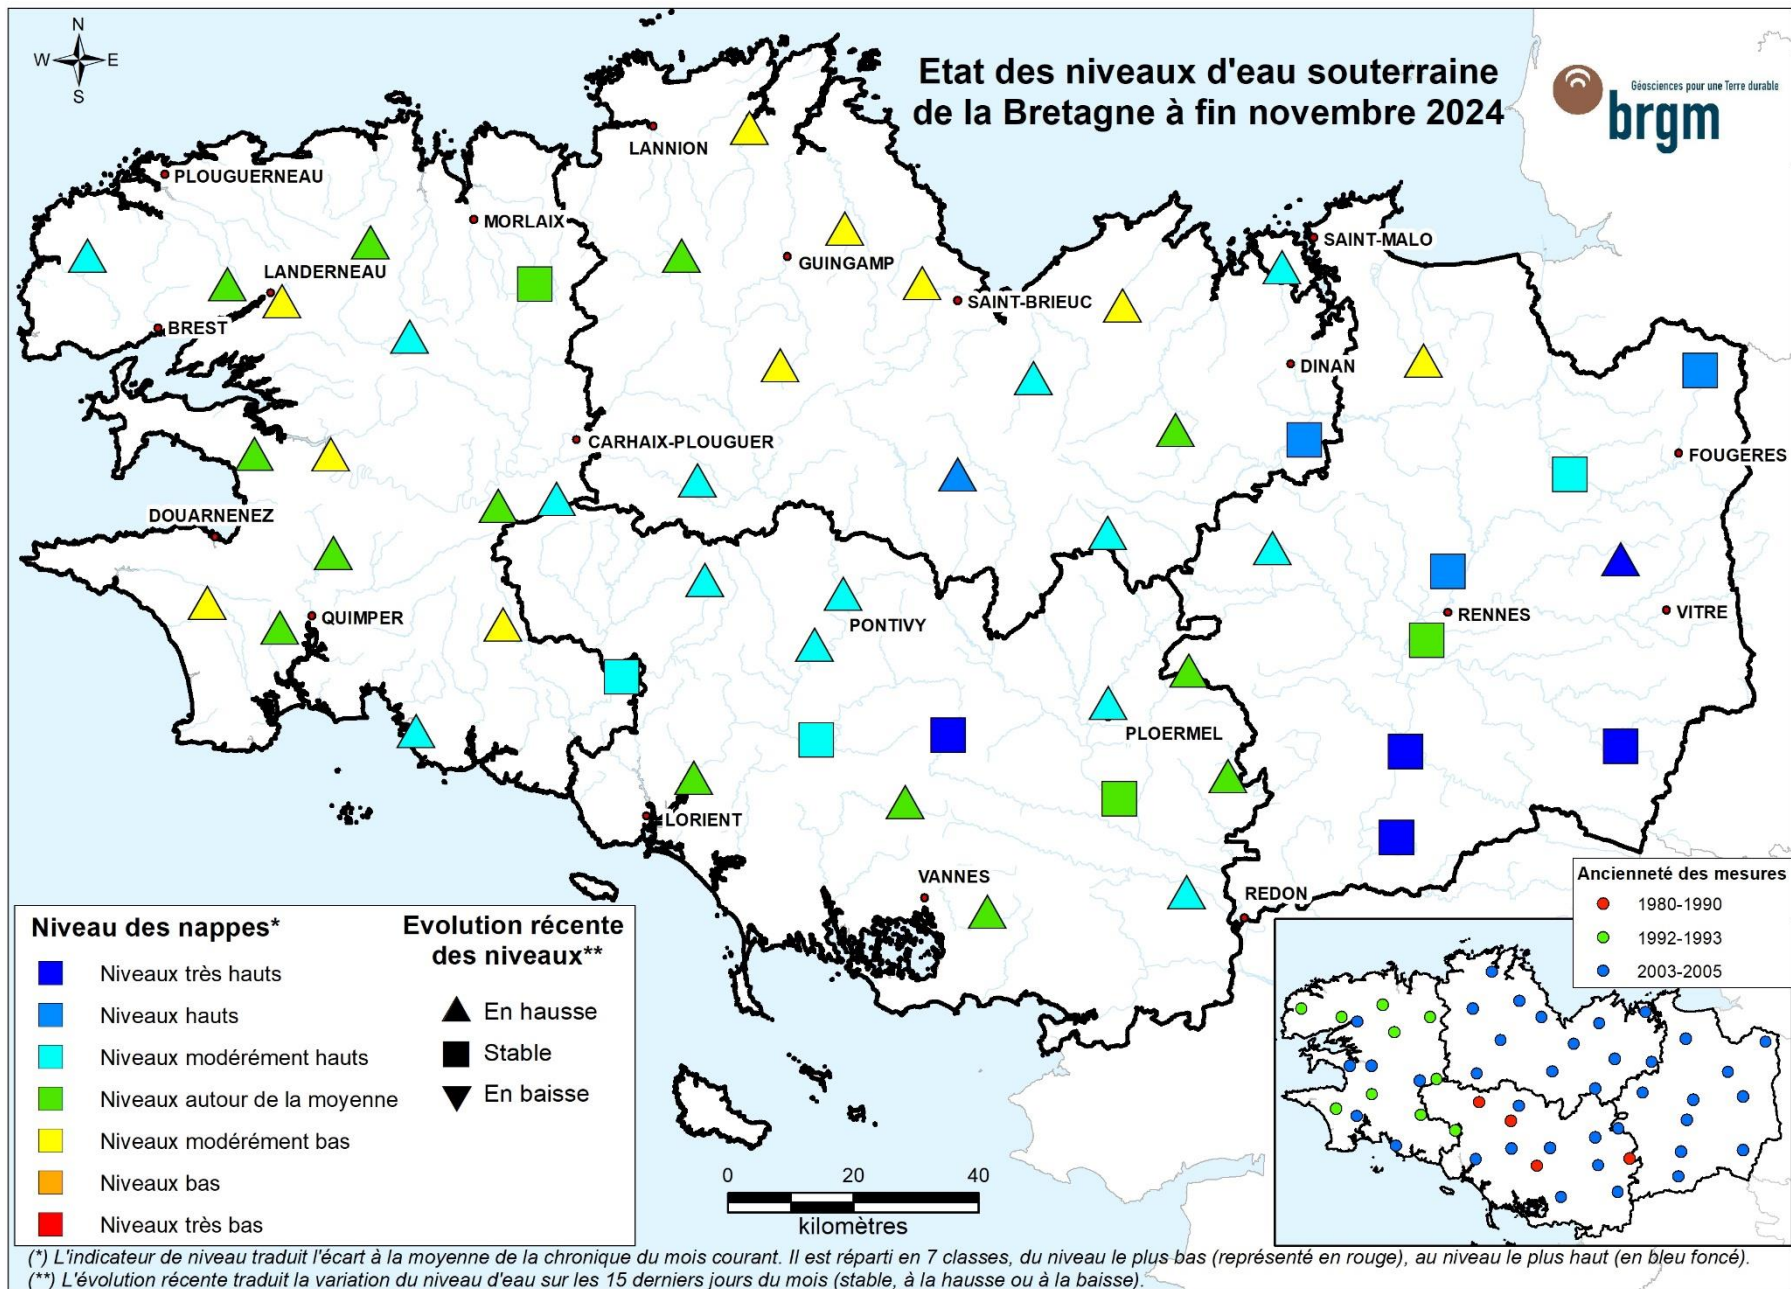 N
W E
S
Etat des niveaux d'eau souterraine
de la Bretagne à fin novembre 2024
Géosciences pour une Terre durable
brgm
LANNION
PLOUGUERNEAU
MORLAIX
SAINT-MALO
GUINGAMP
LANDERNEAU
SAINT-BRIEUC
BREST
DINAN
CARHAIX-PLOUGUER
FOUGERES
DOUARNENEZ
QUIMPER
PONTIVY
RENNES
VITRE
PLOERMEL
LORIENT
VANNES
REDON
Niveau des nappes*
Niveaux très hauts
Niveaux hauts
Niveaux modérément hauts
Niveaux autour de la moyenne
Niveaux modérément bas
Niveaux bas
Niveaux très bas
Evolution récente
des niveaux**
En hausse
Stable
En baisse
0 20 40
kilomètres
Ancienneté des mesures
1980-1990
1992-1993
2003-2005
(*) L'indicateur de niveau traduit l'écart à la moyenne de la chronique du mois courant. Il est réparti en 7 classes, du niveau le plus bas (représenté en rouge), au niveau le plus haut (en bleu foncé).
(**) L'évolution récente traduit la variation du niveau d'eau sur les 15 derniers jours du mois (stable, à la hausse ou à la baisse).